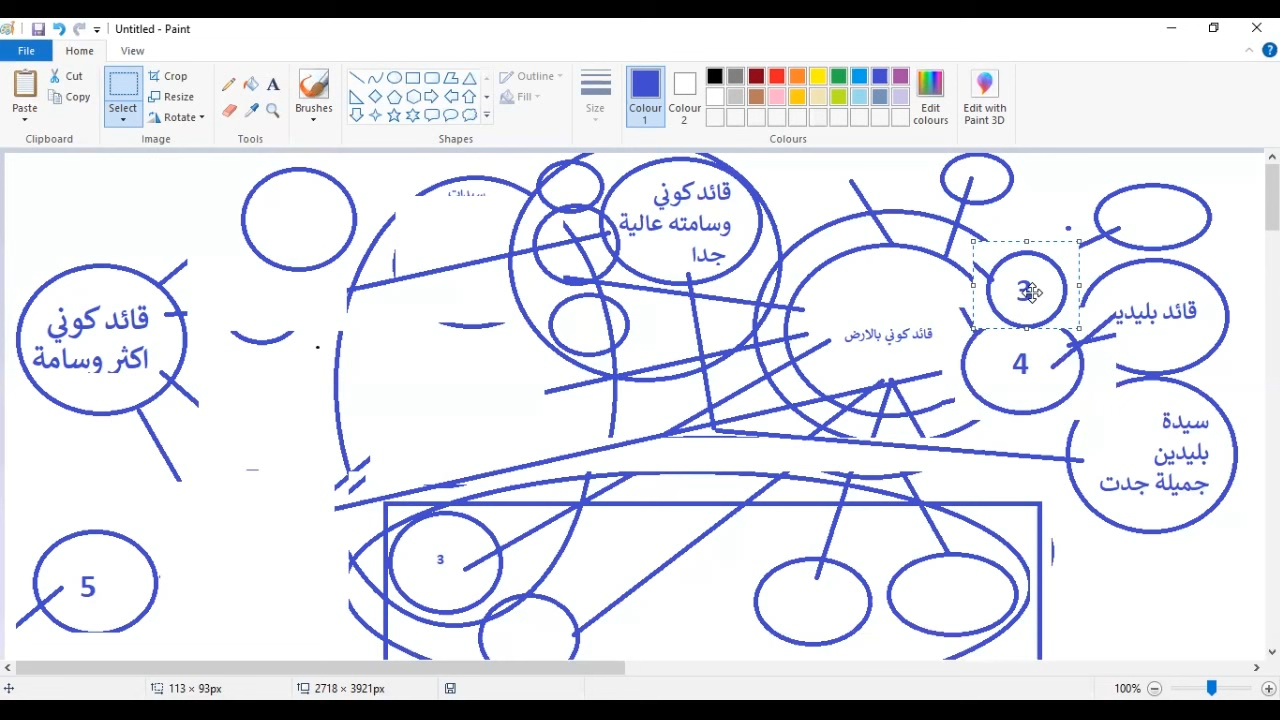 Untitled - Paint
File
Home
View
Paste
Cut
Copy
Clipboard
Select
Crop
Resize
Rotate
Image
A
Tools
Brushes
Shapes
Outline
Fill
Size
Colour 1
Colour 2
Colours
Edit colours
Edit with Paint 3D
قائد كوني
وسامته عالية
جدا
قائد كوني
اكثر وسامة
قائد كوني بالارض
3
4
سيدة
بليدين
جميلة جدت
3
5
113 × 93px
2718 × 3921px
100%